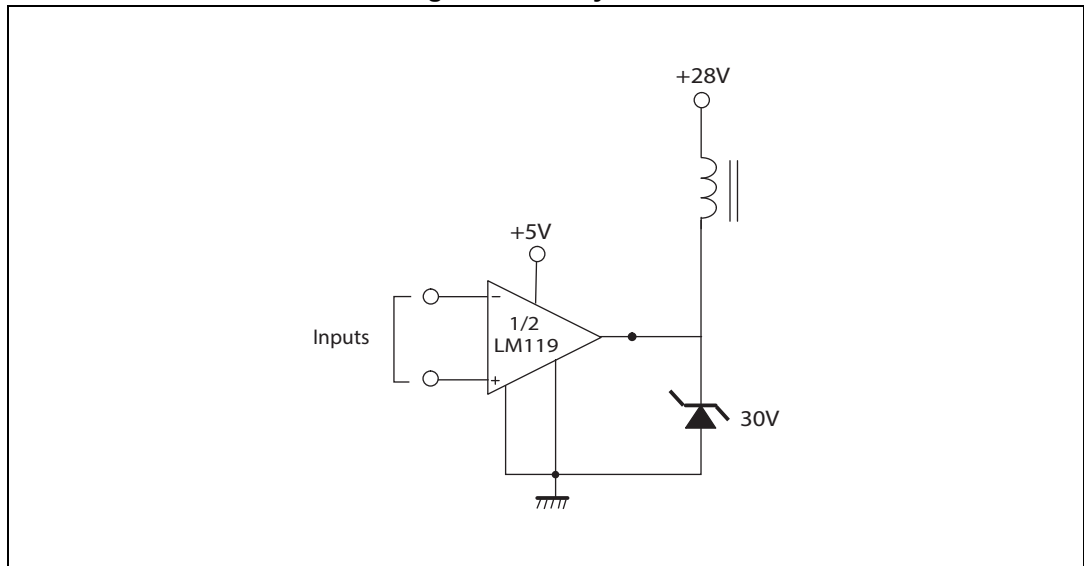 +28V
+5V
−
1/2
LM119
Inputs
+
30V